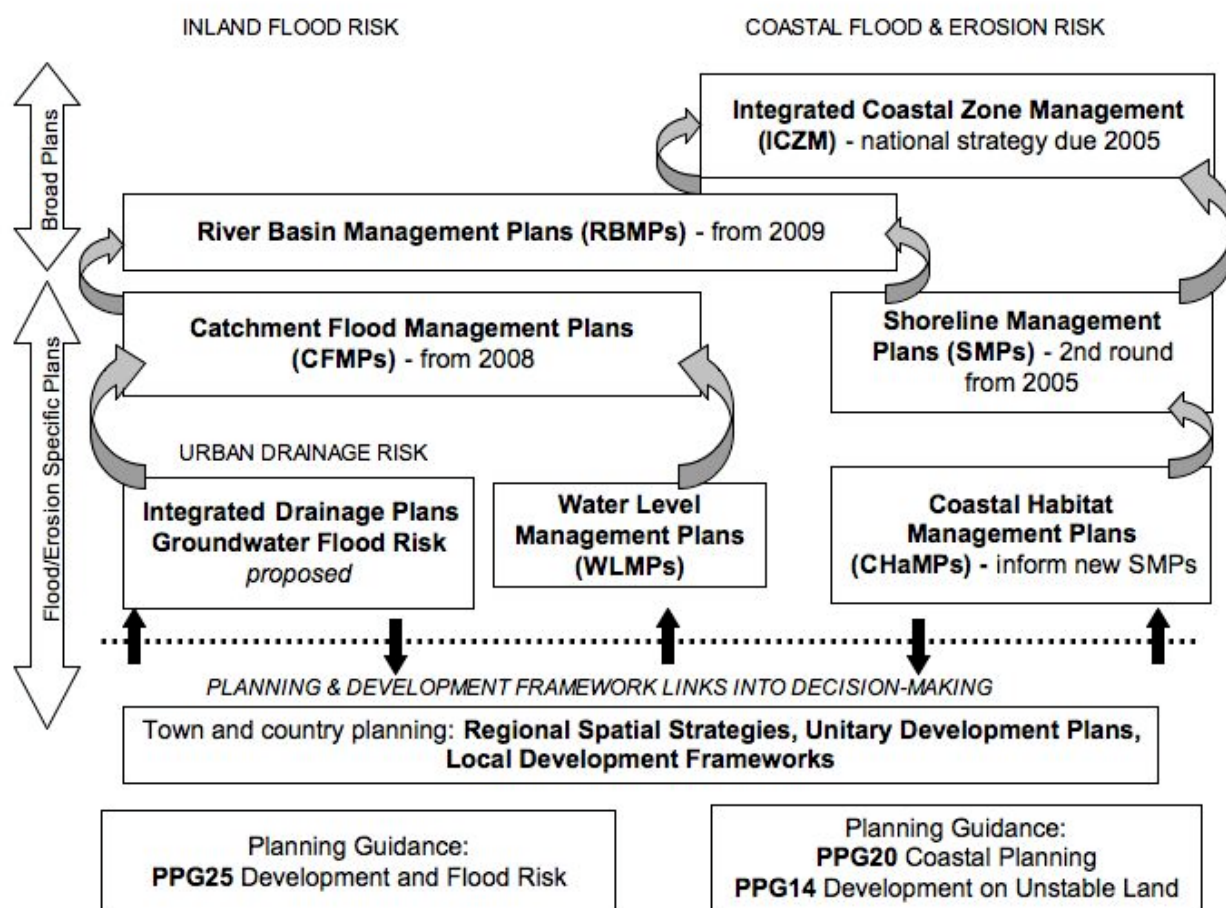 INLAND FLOOD RISK
COASTAL FLOOD & EROSION RISK
Broad Plans
Integrated Coastal Zone Management
(ICZM) - national strategy due 2005
River Basin Management Plans (RBMPs) - from 2009
Flood/Erosion Specific Plans
Catchment Flood Management Plans
(CFMPs) - from 2008
Shoreline Management
Plans (SMPs) - 2nd round
from 2005
URBAN DRAINAGE RISK
Integrated Drainage Plans
Groundwater Flood Risk
proposed
Water Level
Management Plans
(WLMPs)
Coastal Habitat
Management Plans
(CHaMPs) - inform new SMPs
PLANNING & DEVELOPMENT FRAMEWORK LINKS INTO DECISION-MAKING
Town and country planning: Regional Spatial Strategies, Unitary Development Plans,
Local Development Frameworks
Planning Guidance:
PPG25 Development and Flood Risk
Planning Guidance:
PPG20 Coastal Planning
PPG14 Development on Unstable Land